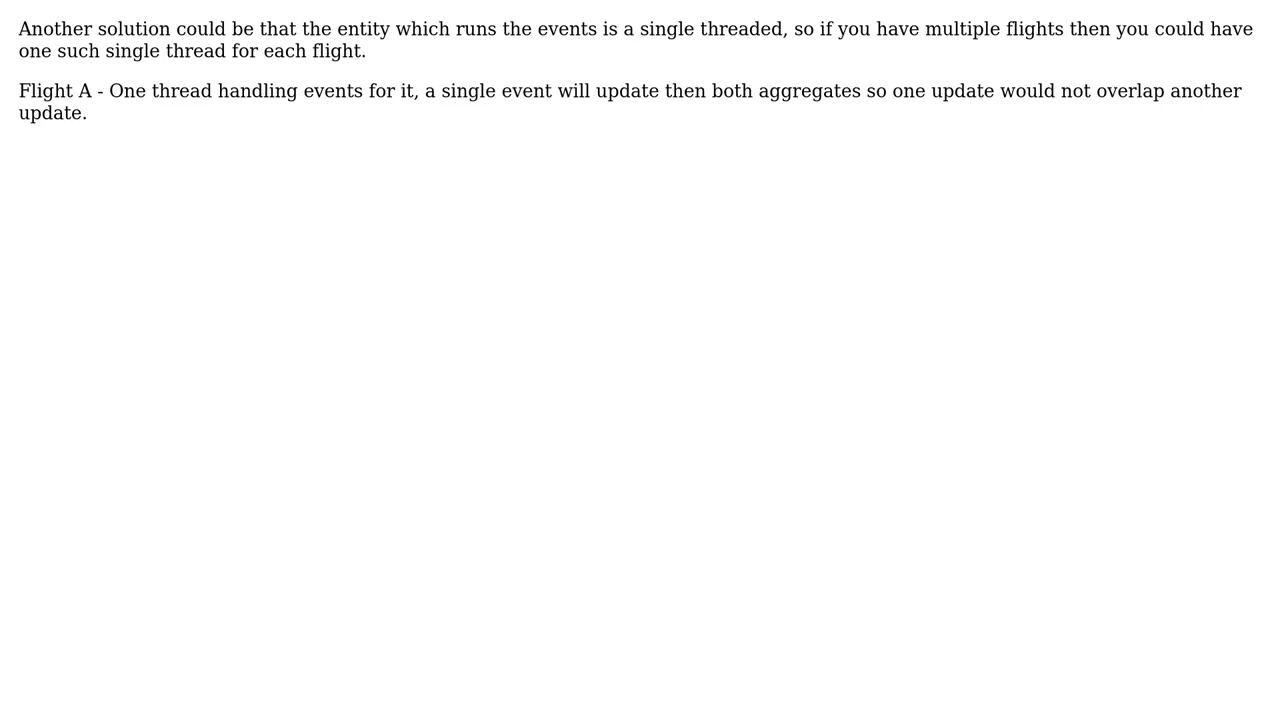 Another solution could be that the entity which runs the events is a single threaded, so if you have multiple flights then you could have
one such single thread for each flight.
Flight A - One thread handling events for it, a single event will update then both aggregates so one update would not overlap another
update.